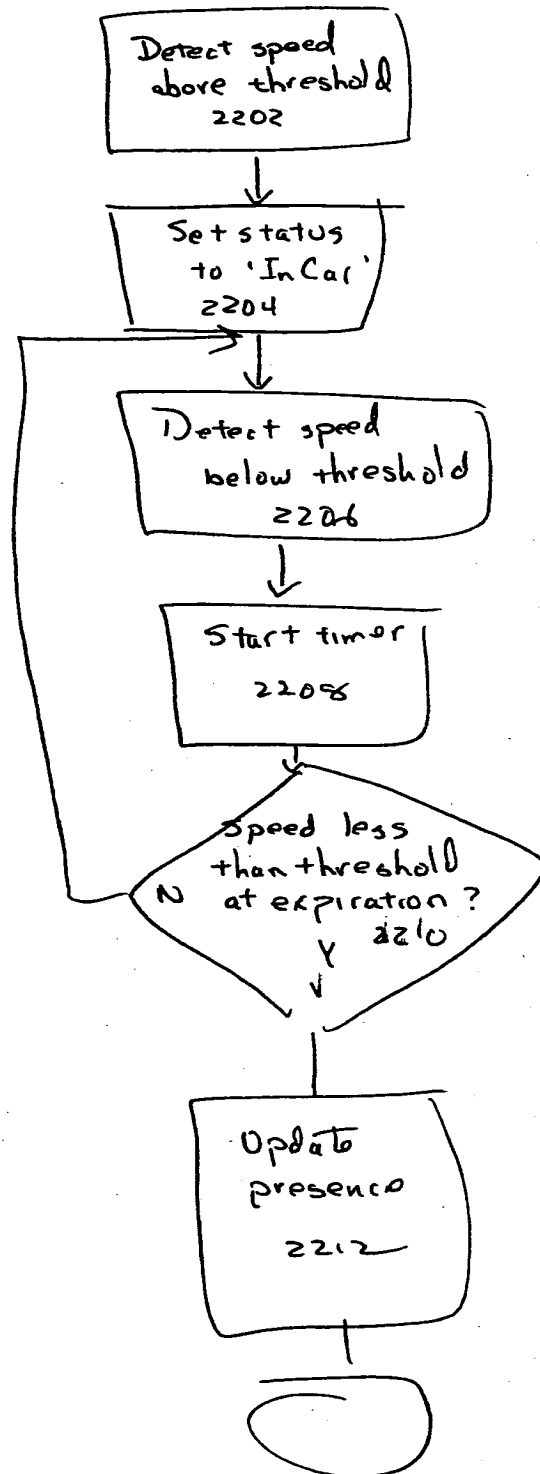 Detect speed
above threshold
2202
Set status
to 'InCar'
2204
Detect speed
below threshold
2206
Start timer
2208
Speed less
than threshold
N at expiration ?
Y 2210
Update
presence
2212